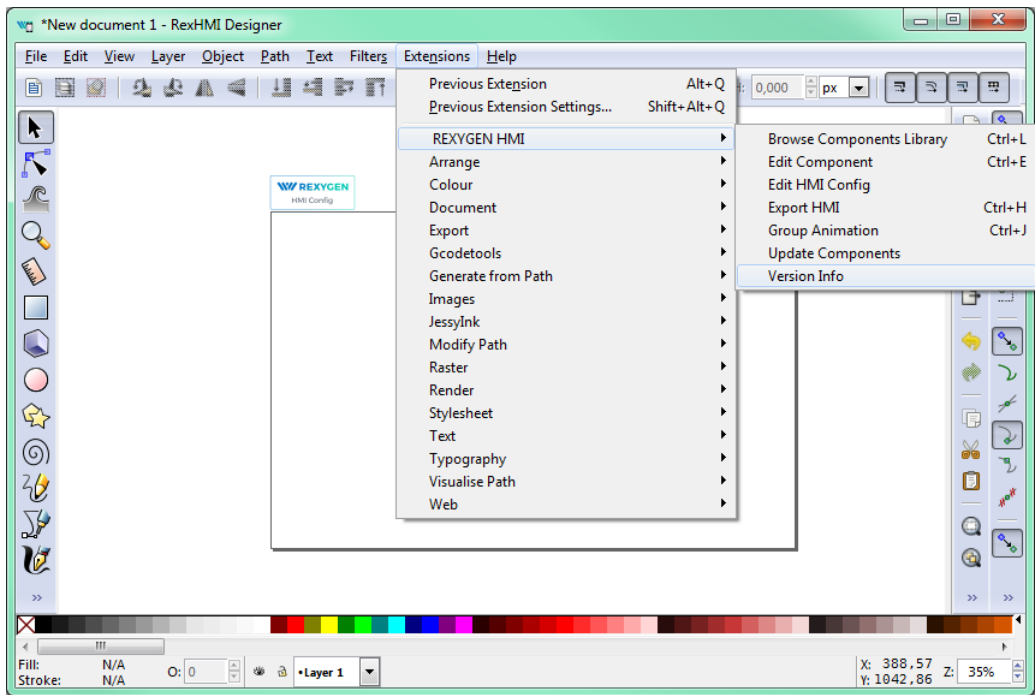 *New document 1 - RexHMI Designer
File Edit View Layer Object Path Text Filters Extensions Help
0,000 px
Previous Extension Alt+Q
Previous Extension Settings... Shift+Alt+Q
REXYGEN HMI
Arrange
Colour
Document
Export
Gcodetools
Generate from Path
Images
JessyInk
Modify Path
Raster
Render
Stylesheet
Text
Typography
Visualise Path
Web
Browse Components Library Ctrl+L
Edit Component Ctrl+E
Edit HMI Config
Export HMI Ctrl+H
Group Animation Ctrl+J
Update Components
Version Info
REXYGEN
HMI Config
Fill: N/A
Stroke: N/A
O: 0
•Layer 1
X: 388,57
Y: 1042,86
Z: 35%